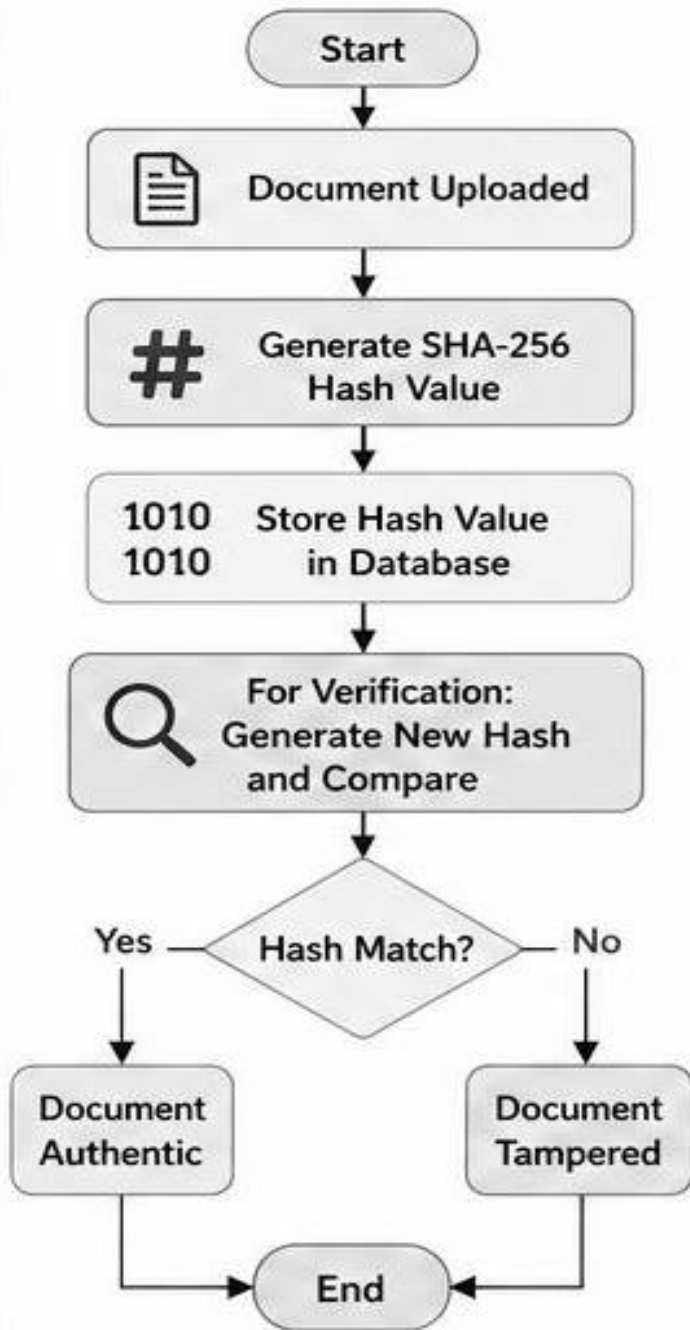 Start
Document Uploaded
#
Generate SHA-256
Hash Value
1010
1010
Store Hash Value
in Database
For Verification:
Generate New Hash
and Compare
Hash Match?
Yes
No
Document
Authentic
Document
Tampered
End